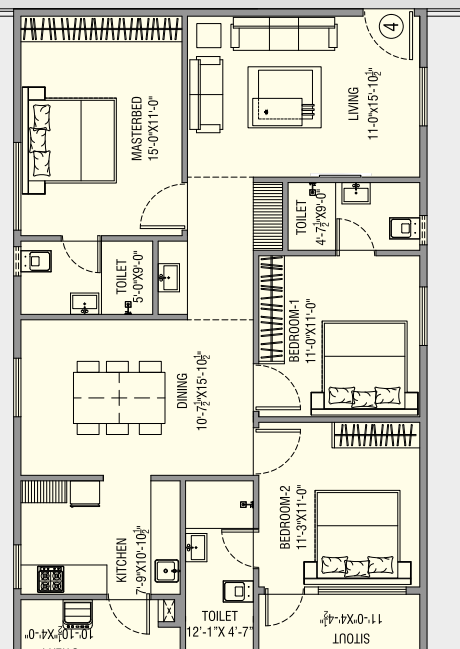 4
MASTERBED
15'-0"X11'-0"
LIVING
11-0"x15'-10½"
TOILET
4'-7½"X9'-0"
TOILET
5'-0"X9'-0"
BEDROOM-1
11'-0"X11'-0"
DINING
10'-7½"X15'-10½"
BEDROOM-2
11'-3"X11'-0"
KITCHEN
7'-9"X10'-10½"
TOILET
12'-1"X 4'-7"
SITOUT
11'-0"X4'-4½"
10'-10½"X4'-0"